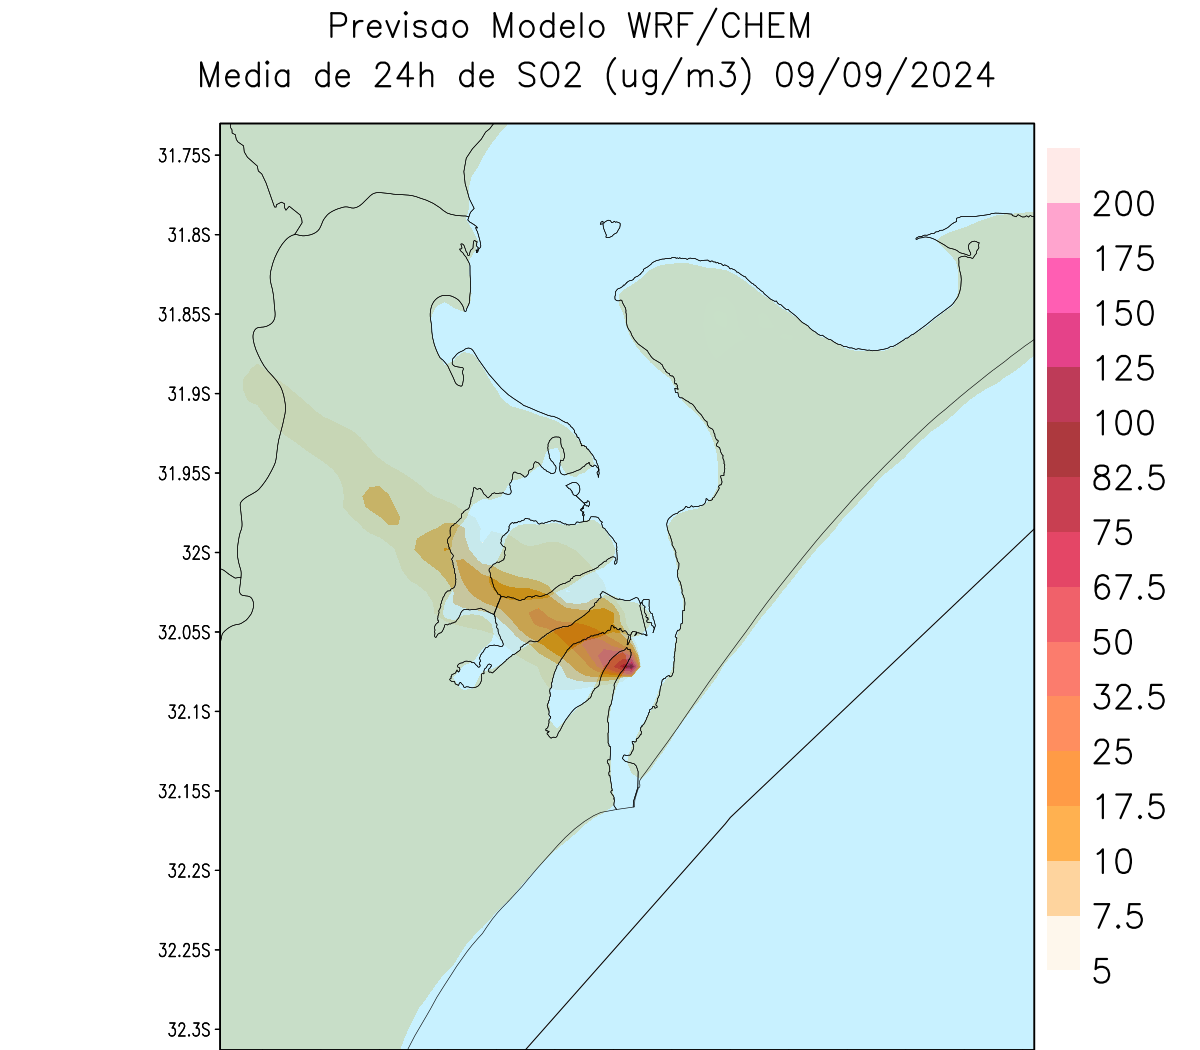 Previsao Modelo WRF/CHEM
Media de 24h de SO2 (ug/m3) 09/09/2024
31.75S
31.8S
31.85S
31.9S
31.95S
32S
32.05S
32.1S
32.15S
32.2S
32.25S
32.3S
200
175
150
125
100
82.5
75
67.5
50
32.5
25
17.5
10
7.5
5